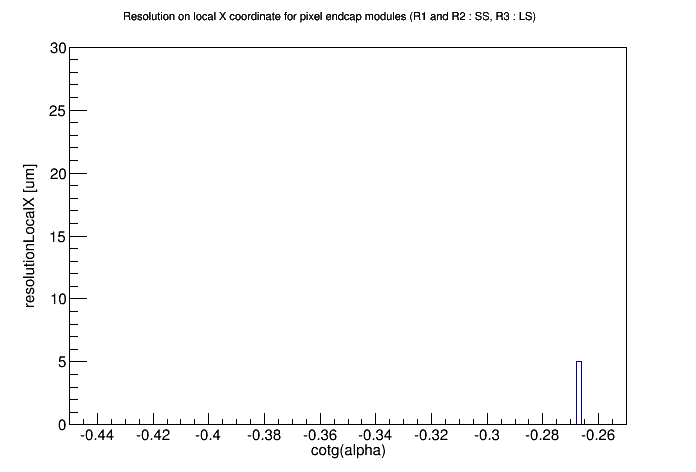 Resolution on local X coordinate for pixel endcap modules (R1 and R2 : SS, R3 : LS)
resolutionLocalX [um]
30
25
20
15
10
5
0
-0.44 -0.42 -0.4 -0.38 -0.36 -0.34 -0.32 -0.3 -0.28 -0.26
cotg(alpha)